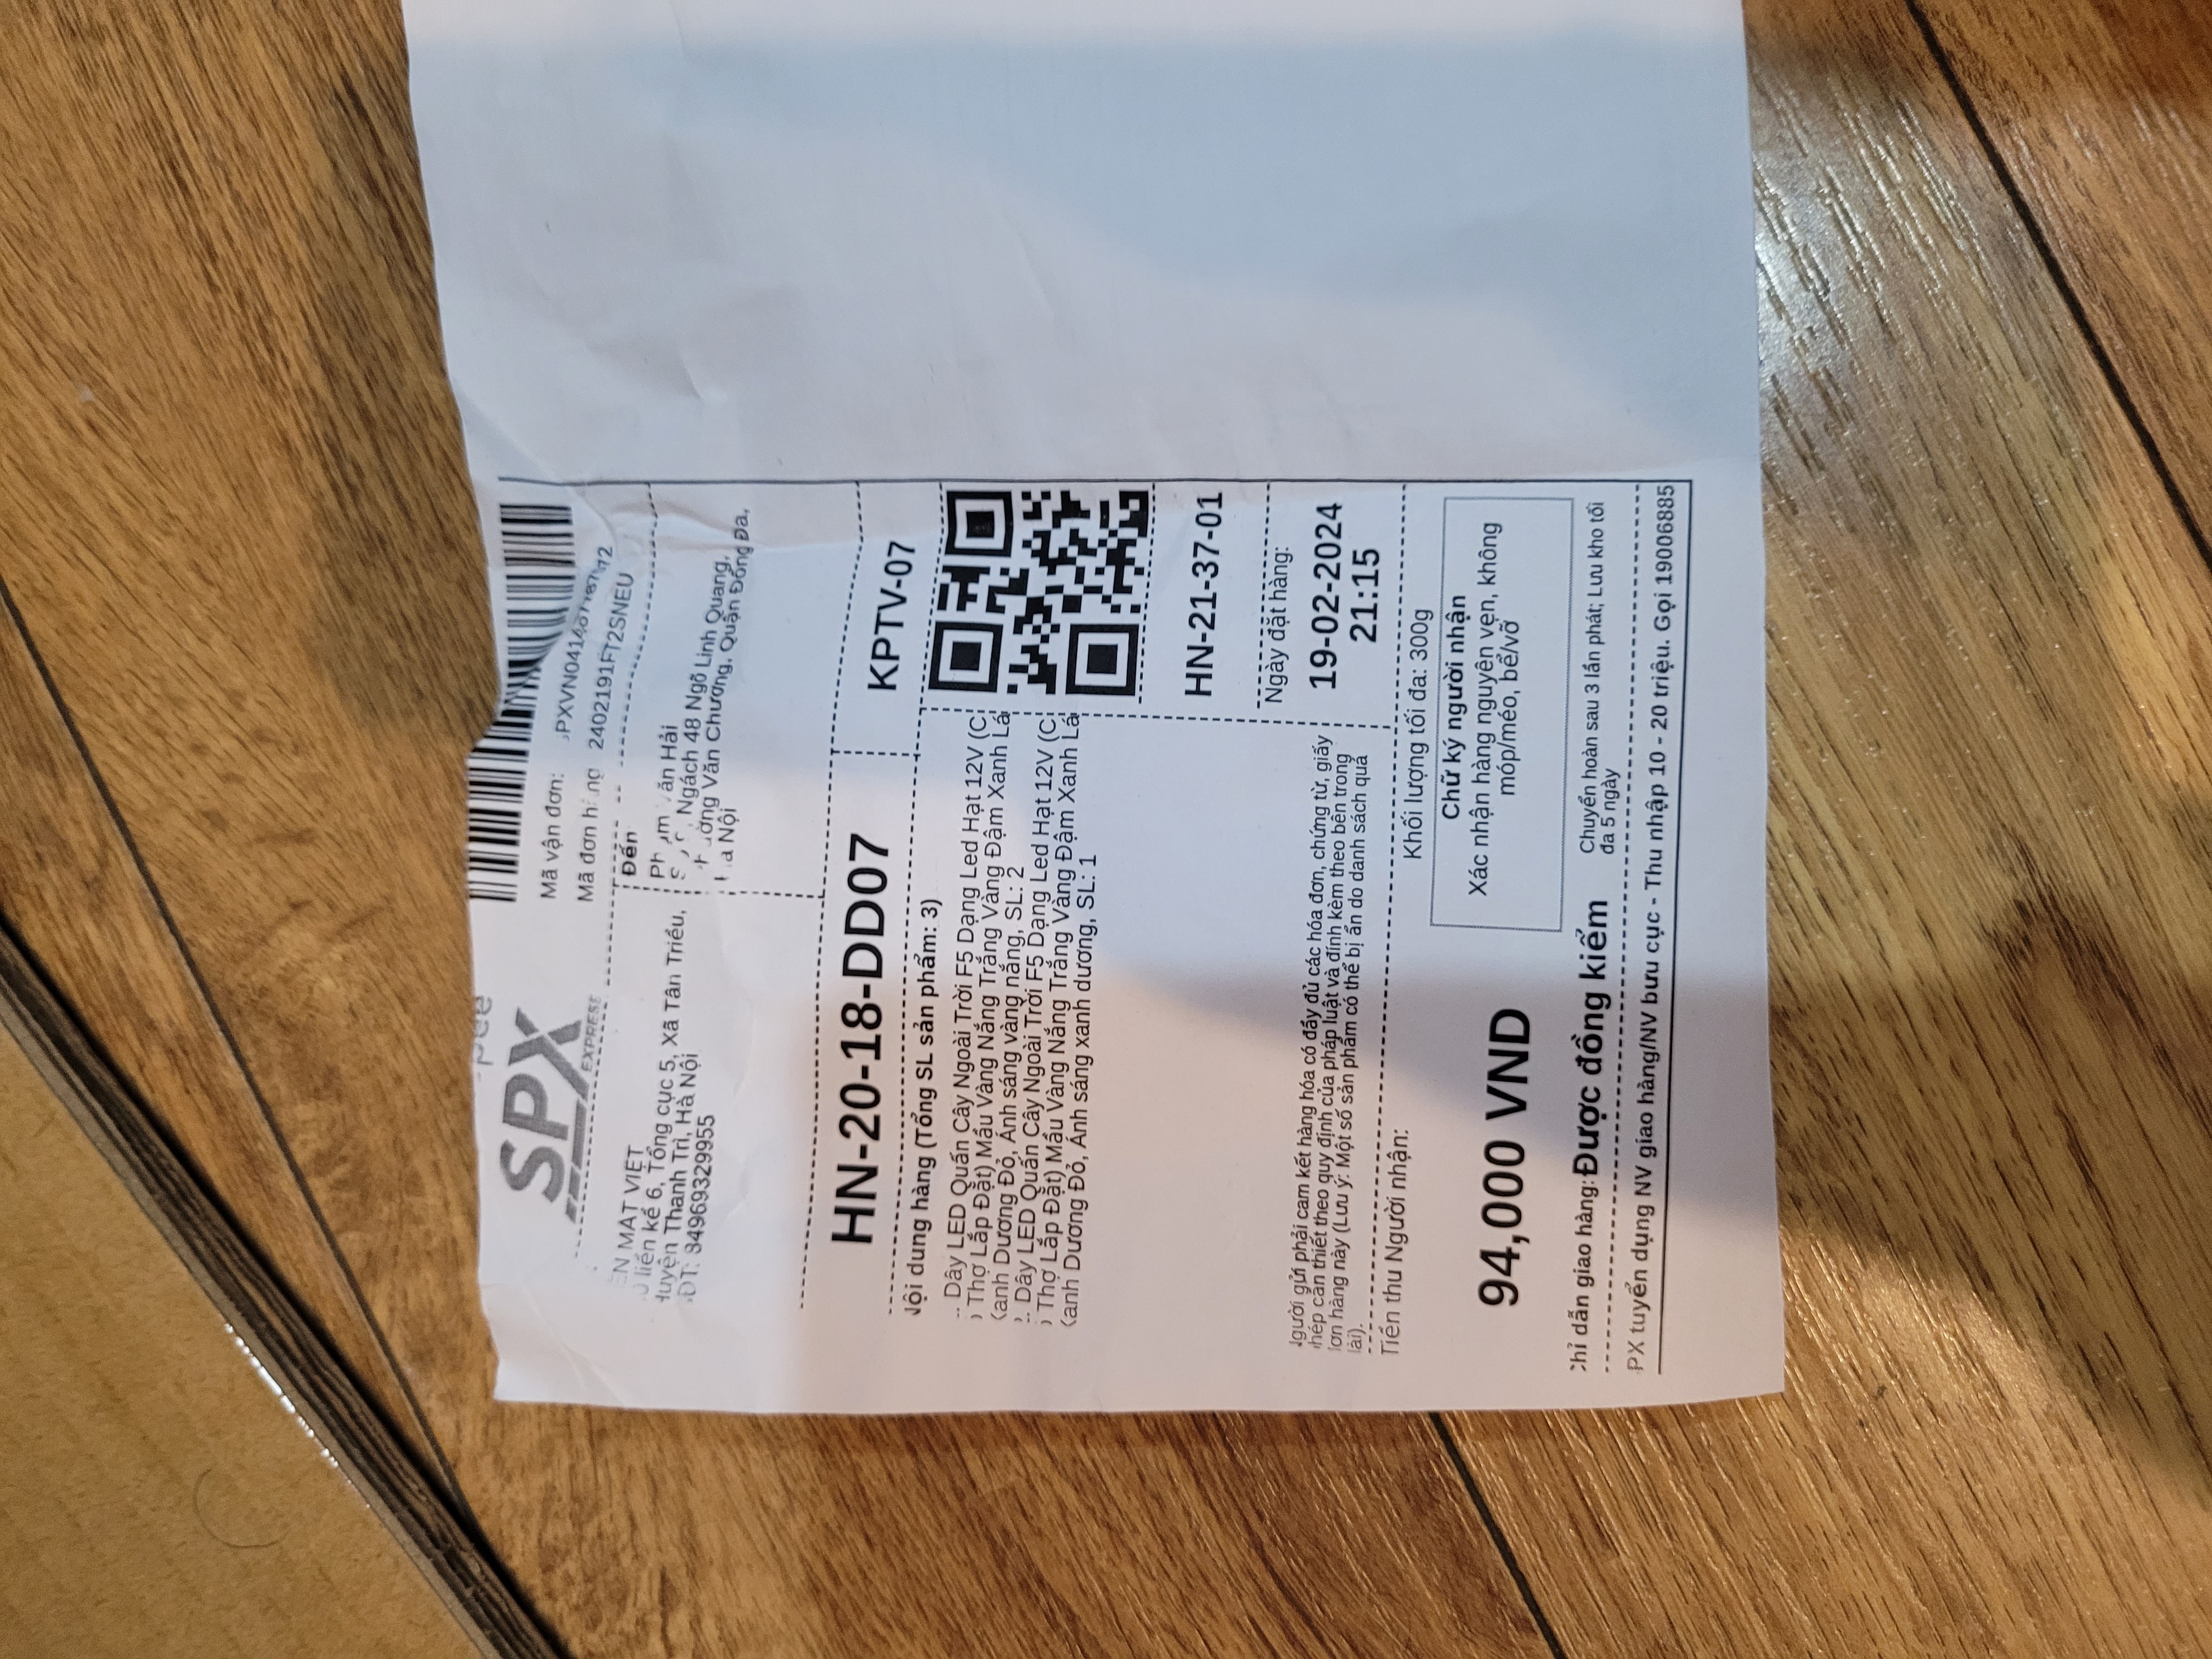 SPX
EXPRESS
Mã vận đơn:
Mã đơn hàng 2402191FT2SNEU
MẶT VIỆT
liền kề 6, Tổng cục 5, Xã Tân Triều,
Huyện Thanh Trì, Hà Nội
SĐT: 84969329955
Đến
Phạm Văn Hải
Ngách 48 Ngõ Linh Quang,
Phường Văn Chương, Quận Đống Đa,
Hà Nội
HN-20-18-DD07
KPTV-07
Nội dung hàng (Tổng SL sản phẩm: 3)
Dây LED Quấn Cây Ngoài Trời F5 Dạng Led Hạt 12V (C
Thợ Lắp Đặt) Mầu Vàng Nắng Trắng Vàng Đậm Xanh Lá
Xanh Dương Đỏ, Ánh sáng vàng nắng, SL: 2
2. Dây LED Quấn Cây Ngoài Trời F5 Dạng Led Hạt 12V (C
Thợ Lắp Đặt) Mầu Vàng Nắng Trắng Vàng Đậm Xanh Lá
Xanh Dương Đỏ, Ánh sáng xanh dương, SL: 1
HN-21-37-01
Ngày đặt hàng:
19-02-2024
21:15
Người gửi phải cam kết hàng hóa có đầy đủ các hóa đơn, chứng từ, giấy
phép cần thiết theo quy định của pháp luật và đính kèm theo bên trong
đơn hàng này (Lưu ý: Một số sản phẩm có thể bị ẩn do danh sách quá
dài).
Tiền thu Người nhận:
94,000 VND
Khối lượng tối đa: 300g
Chữ ký người nhận
Xác nhận hàng nguyên vẹn, không
móp/méo, bể/vỡ
Chỉ dẫn giao hàng: Được đồng kiểm
Chuyển hoàn sau 3 lần phát; Lưu kho tối
đa 5 ngày
PX tuyển dụng NV giao hàng/NV bưu cục - Thu nhập 10 - 20 triệu. Gọi 19006885